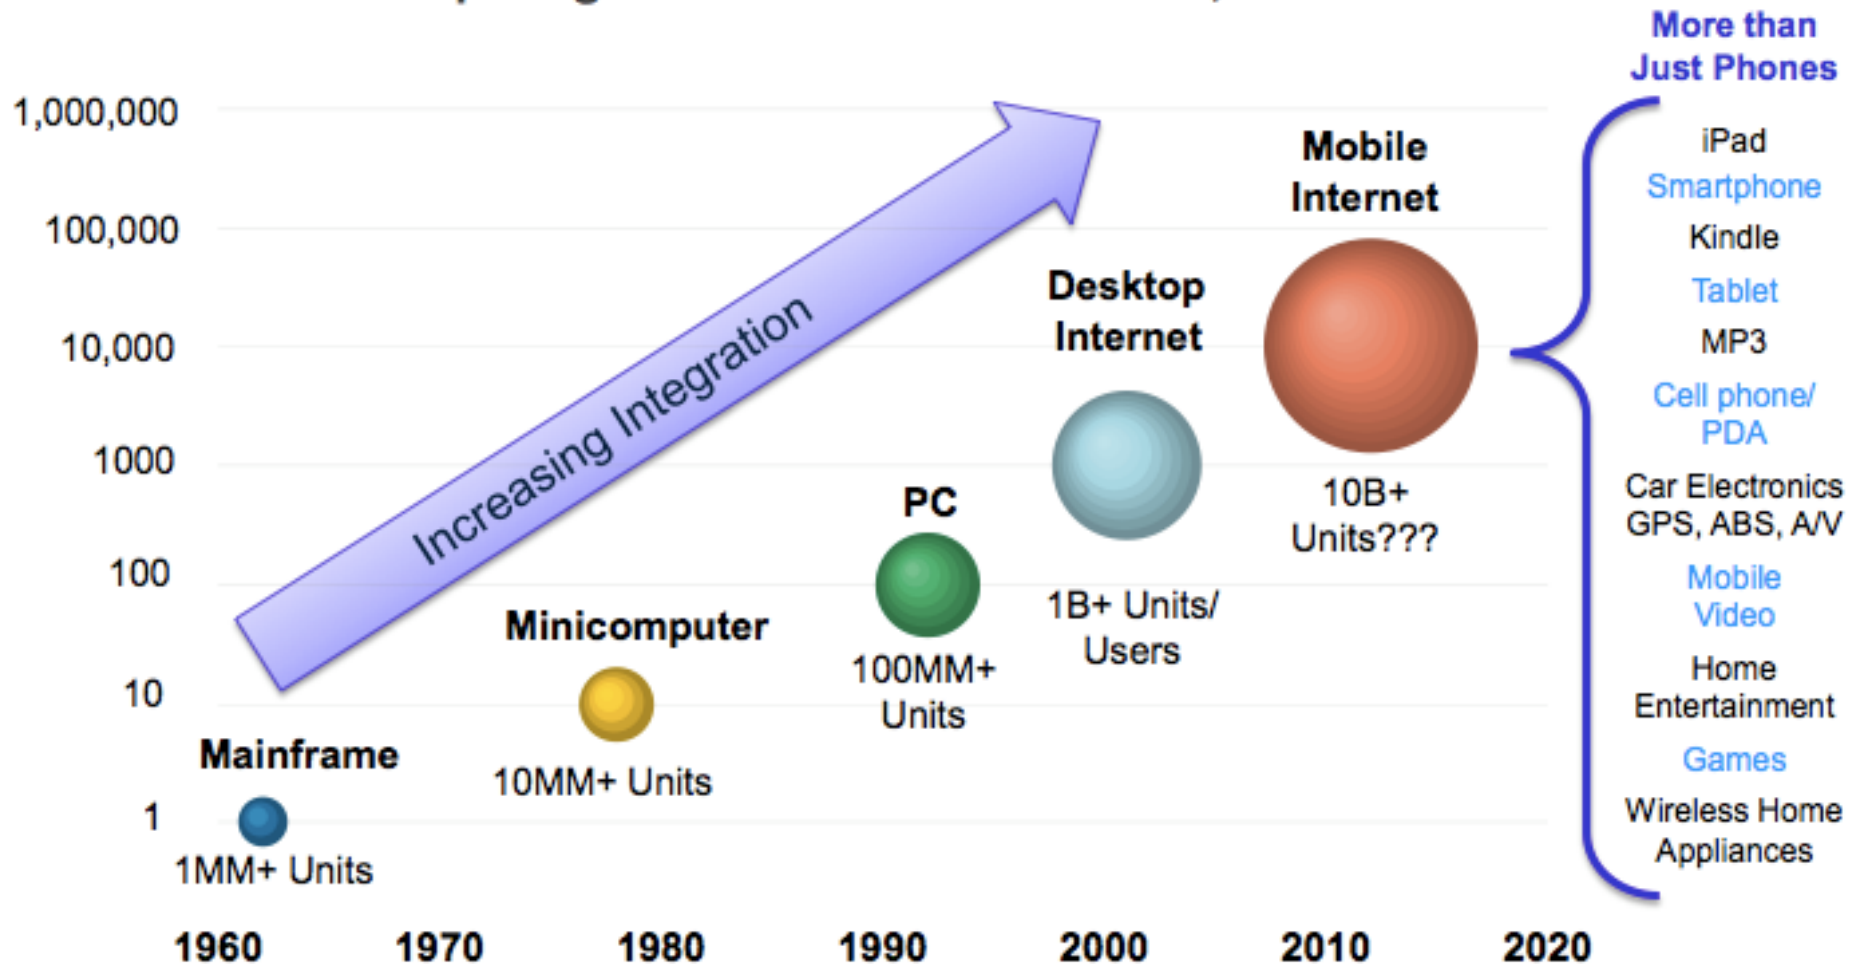 More than
Just Phones
1,000,000
100,000
10,000
1000
100
10
1
Increasing Integration
Mainframe
1MM+ Units
Minicomputer
10MM+ Units
PC
100MM+
Units
Desktop
Internet
1B+ Units/
Users
Mobile
Internet
10B+
Units???
iPad
Smartphone
Kindle
Tablet
MP3
Cell phone/
PDA
Car Electronics
GPS, ABS, A/V
Mobile
Video
Home
Entertainment
Games
Wireless Home
Appliances
1960 1970 1980 1990 2000 2010 2020